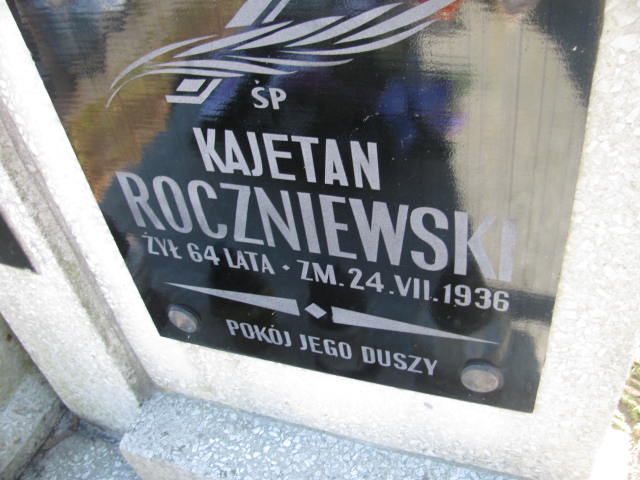 ŚP
KAJETAN
ROCZNIEWSKI
ŻYŁ 64 LATA · ZM. 24.VII.1936
POKÓJ JEGO DUSZY